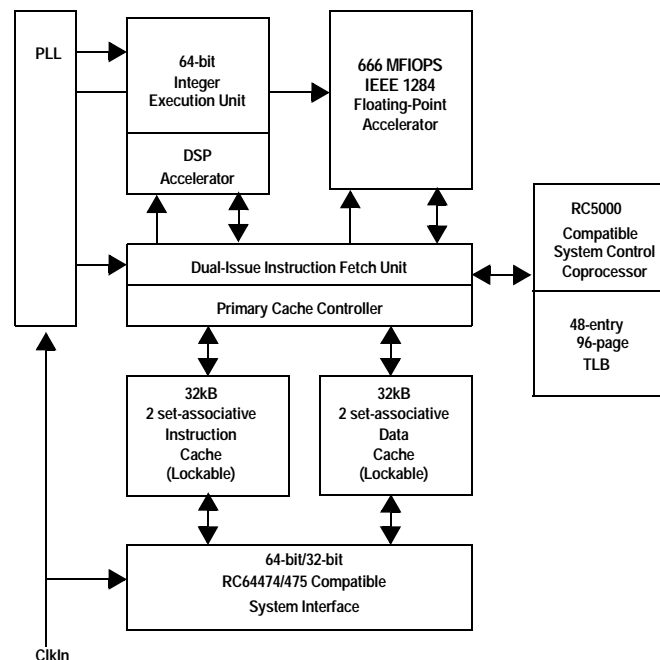 PLL
64-bit
Integer
Execution Unit
DSP
Accelerator
666 MFIOPS
IEEE 1284
Floating-Point
Accelerator
Dual-Issue Instruction Fetch Unit
Primary Cache Controller
RC5000
Compatible
System Control
Coprocessor
48-entry
96-page
TLB
32kB
2 set-associative
Instruction
Cache
(Lockable)
32kB
2 set-associative
Data
Cache
(Lockable)
64-bit/32-bit
RC64474/475 Compatible
System Interface
ClkIn